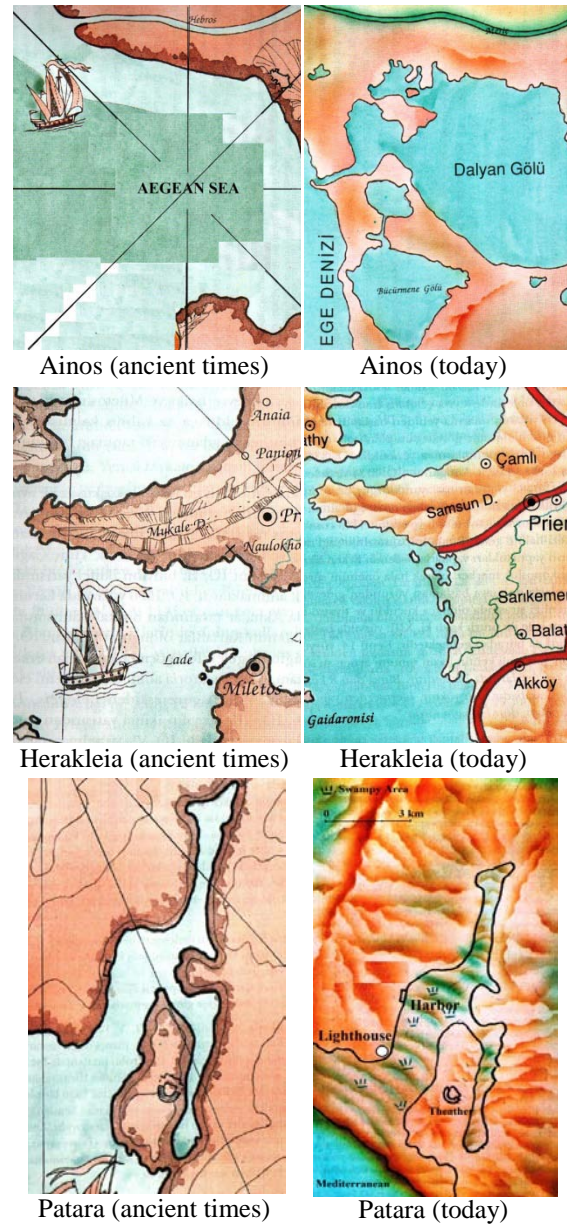 Hebros
AEGEAN SEA
Dalyan Gölü
Bücürmene Gölü
EGE DENİZİ
Ainos (ancient times)
Ainos (today)
Anaia
Panion
Mykale D.
Pri
Naulokho
Lade
Miletos
athy
Çamlı
Samsun D.
Prien
Sarıkemer
Balat
Akköy
Gaidaronisi
Herakleia (ancient times)
Herakleia (today)
Swampy Area
0 3 km
Harbor
Lighthouse
Theather
Mediterranean
Patara (ancient times)
Patara (today)